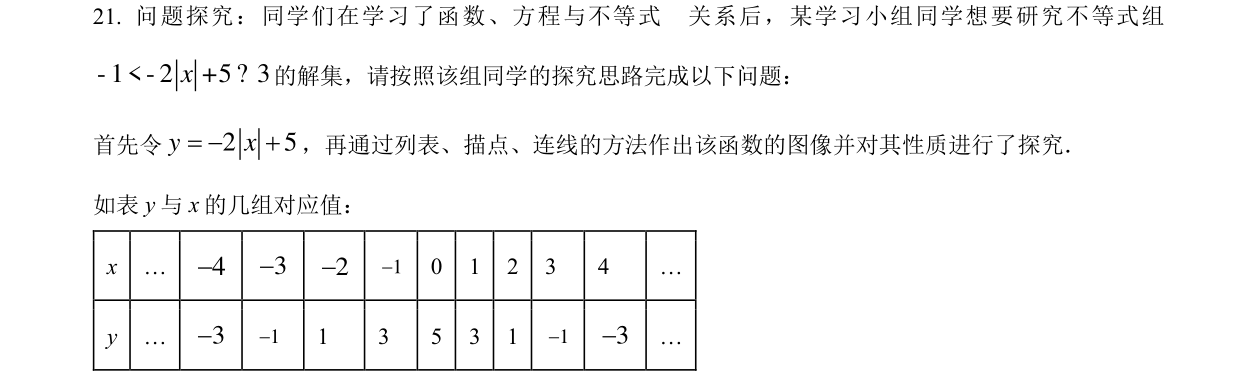 21. 问题探究：同学们在学习了函数、方程与不等式 关系后，某学习小组同学想要研究不等式组
-1<-2|x|+5?3的解集，请按照该组同学的探究思路完成以下问题：
首先令 y=−2|x|+5，再通过列表、描点、连线的方法作出该函数的图像并对其性质进行了探究．
如表 y 与 x 的几组对应值：
x … −4 −3 −2 −1 0 1 2 3 4 …
y … −3 −1 1 3 5 3 1 −1 −3 …